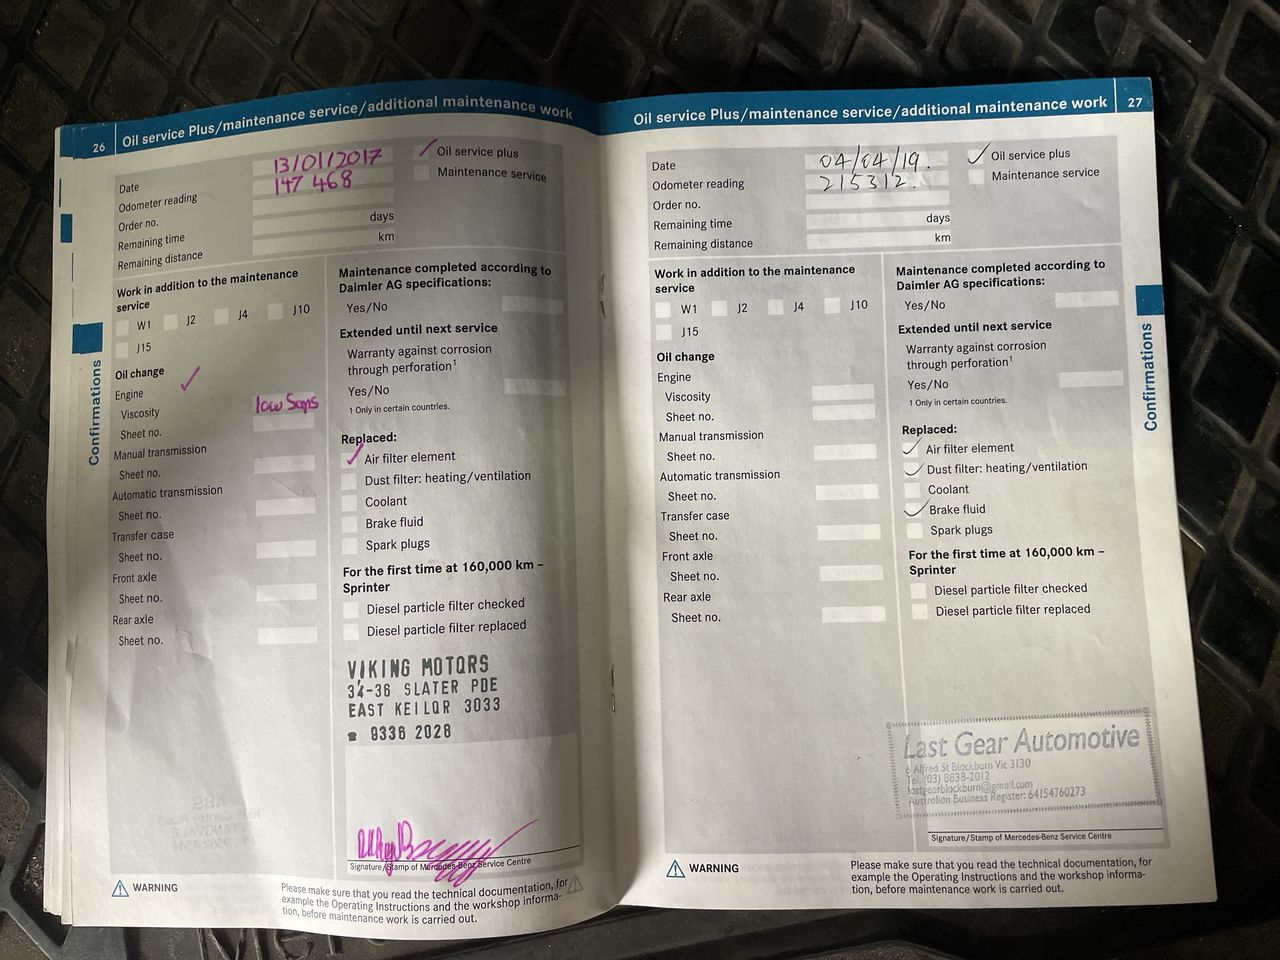 26 Oil service Plus/maintenance service/additional maintenance work
Date 13/01/2017
Odometer reading 147 468
Order no.
Remaining time days
Remaining distance km
Oil service plus
Maintenance service
Work in addition to the maintenance
service
W1 J2 J4 J10
J15
Oil change
Engine
Viscosity low Saps
Sheet no.
Manual transmission
Sheet no.
Automatic transmission
Sheet no.
Transfer case
Sheet no.
Front axle
Sheet no.
Rear axle
Sheet no.
Maintenance completed according to
Daimler AG specifications:
Yes/No
Extended until next service
Warranty against corrosion
through perforation¹
Yes/No
1 Only in certain countries.
Replaced:
Air filter element
Dust filter: heating/ventilation
Coolant
Brake fluid
Spark plugs
For the first time at 160,000 km –
Sprinter
Diesel particle filter checked
Diesel particle filter replaced
VIKING MOTORS
34-36 SLATER PDE
EAST KEILOR 3033
☎ 9336 2028
Signature/Stamp of Mercedes-Benz Service Centre
WARNING
Please make sure that you read the technical documentation, for
example the Operating Instructions and the workshop informa-
tion, before maintenance work is carried out.
Confirmations
Oil service Plus/maintenance service/additional maintenance work 27
Date 04/04/19.
Odometer reading 215312.
Order no.
Remaining time days
Remaining distance km
Oil service plus
Maintenance service
Work in addition to the maintenance
service
W1 J2 J4 J10
J15
Oil change
Engine
Viscosity
Sheet no.
Manual transmission
Sheet no.
Automatic transmission
Sheet no.
Transfer case
Sheet no.
Front axle
Sheet no.
Rear axle
Sheet no.
Maintenance completed according to
Daimler AG specifications:
Yes/No
Extended until next service
Warranty against corrosion
through perforation¹
Yes/No
1 Only in certain countries.
Replaced:
Air filter element
Dust filter: heating/ventilation
Coolant
Brake fluid
Spark plugs
For the first time at 160,000 km –
Sprinter
Diesel particle filter checked
Diesel particle filter replaced
Last Gear Automotive
6 Alfred St Blackburn Vic 3130
Tel. (03) 8838-2012
lastgearblackburn@gmail.com
Australian Business Register: 64154760273
Signature/Stamp of Mercedes-Benz Service Centre
WARNING
Please make sure that you read the technical documentation, for
example the Operating Instructions and the workshop informa-
tion, before maintenance work is carried out.
Confirmations